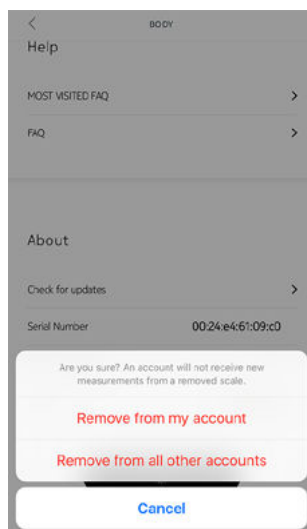 BODY
Help
MOST VISITED FAQ
FAQ
About
Check for updates
Serial Number 00:24:e4:61:09:c0
Are you sure? An account will not receive new
measurements from a removed scale.
Remove from my account
Remove from all other accounts
Cancel